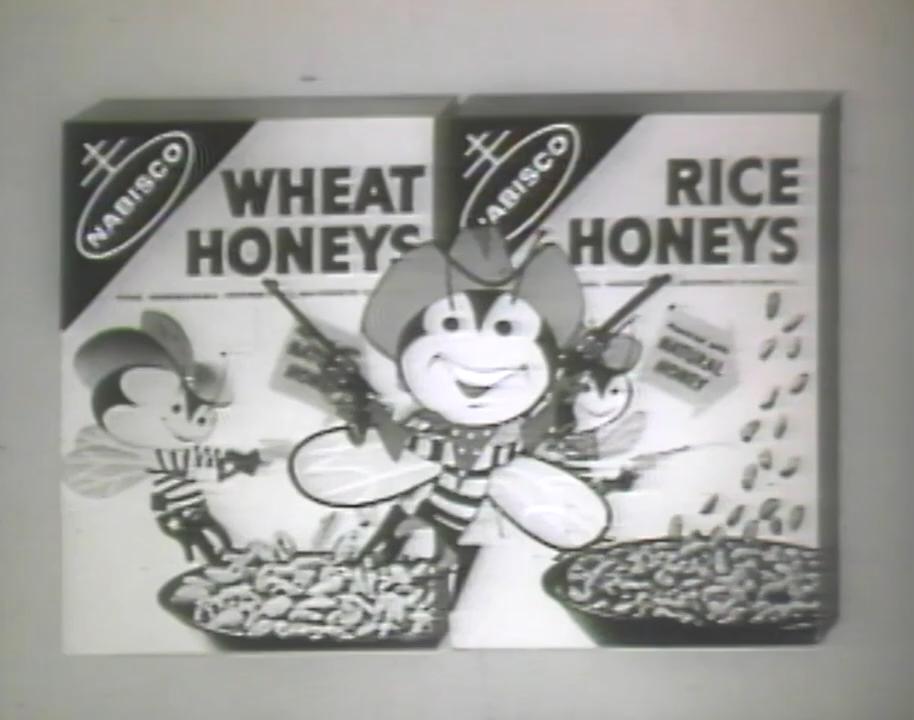 NABISCO
WHEAT
HONEYS
NABISCO
RICE
HONEYS
NATURAL
HONEY